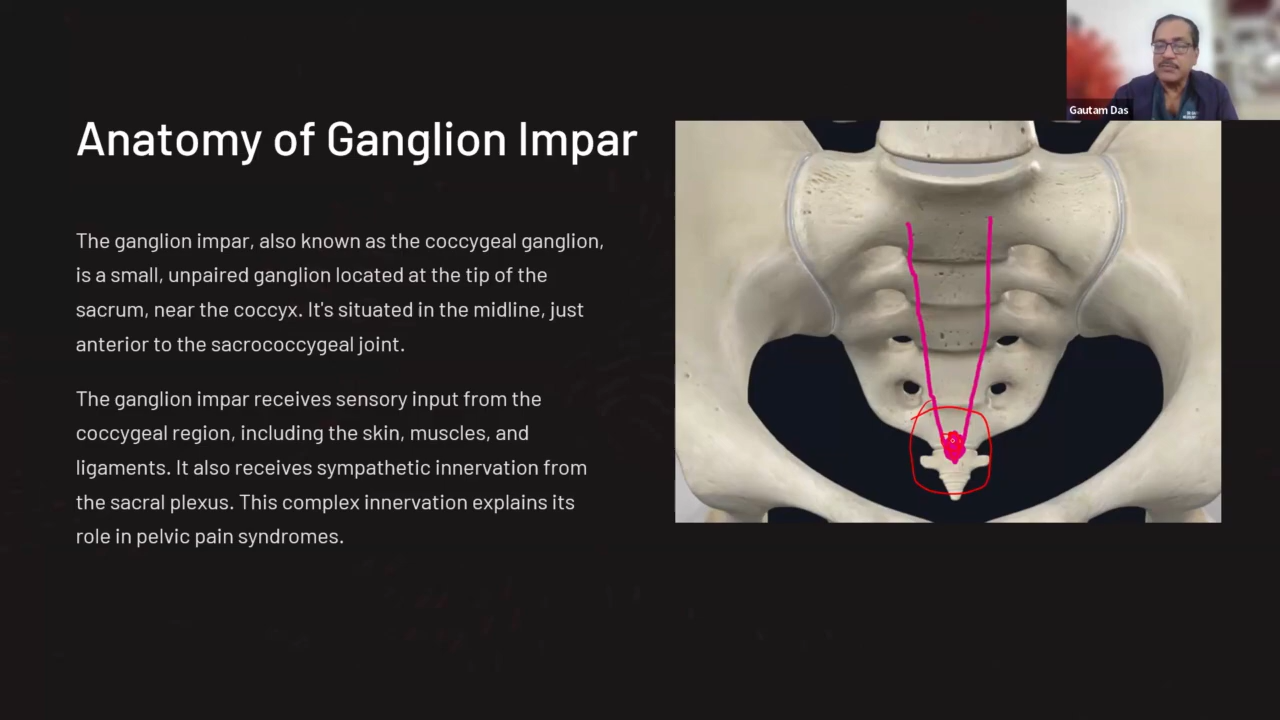 Gautam Das
Anatomy of Ganglion Impar
The ganglion impar, also known as the coccygeal ganglion,
is a small, unpaired ganglion located at the tip of the
sacrum, near the coccyx. It's situated in the midline, just
anterior to the sacrococcygeal joint.
The ganglion impar receives sensory input from the
coccygeal region, including the skin, muscles, and
ligaments. It also receives sympathetic innervation from
the sacral plexus. This complex innervation explains its
role in pelvic pain syndromes.